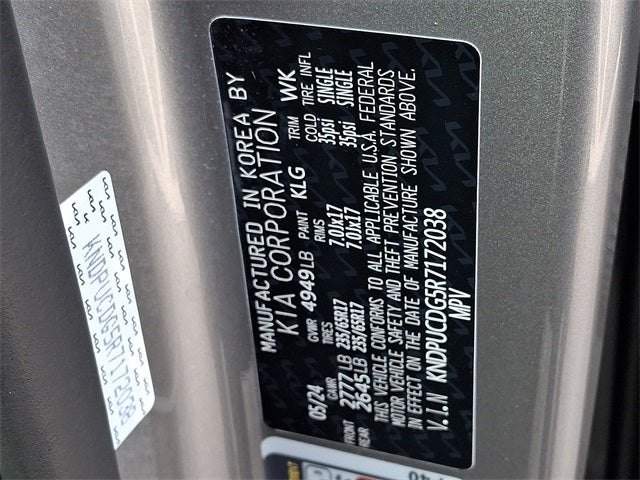 MANUFACTURED IN KOREA BY
KIA CORPORATION
05/24 GVWR 4949LB PAINT KLG TRIM WK
GAWR TIRES RIMS COLD TIRE INFL
FRONT 2777LB 235/65R17 7.0Jx17 35psi SINGLE
REAR 2645LB 235/65R17 7.0Jx17 35psi SINGLE
THIS VEHICLE CONFORMS TO ALL APPLICABLE U.S.A. FEDERAL
MOTOR VEHICLE SAFETY AND THEFT PREVENTION STANDARDS
IN EFFECT ON THE DATE OF MANUFACTURE SHOWN ABOVE.
V.I.N KNDPUCDG5R7172038
MPV
KNDPUCDG5R7172038